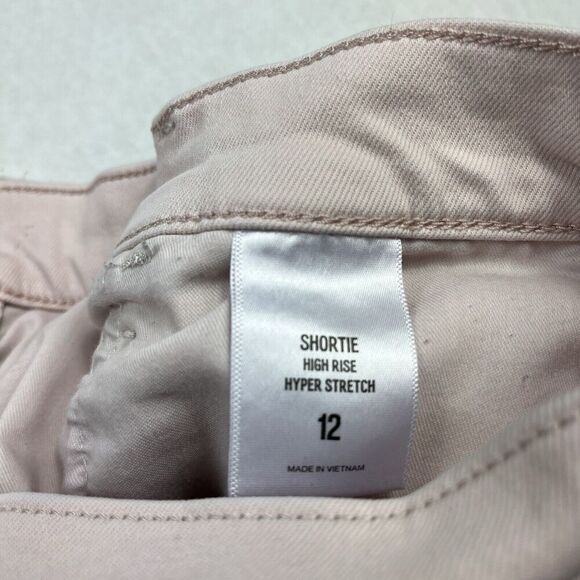 SHORTIE
HIGH RISE
HYPER STRETCH
12
MADE IN VIETNAM